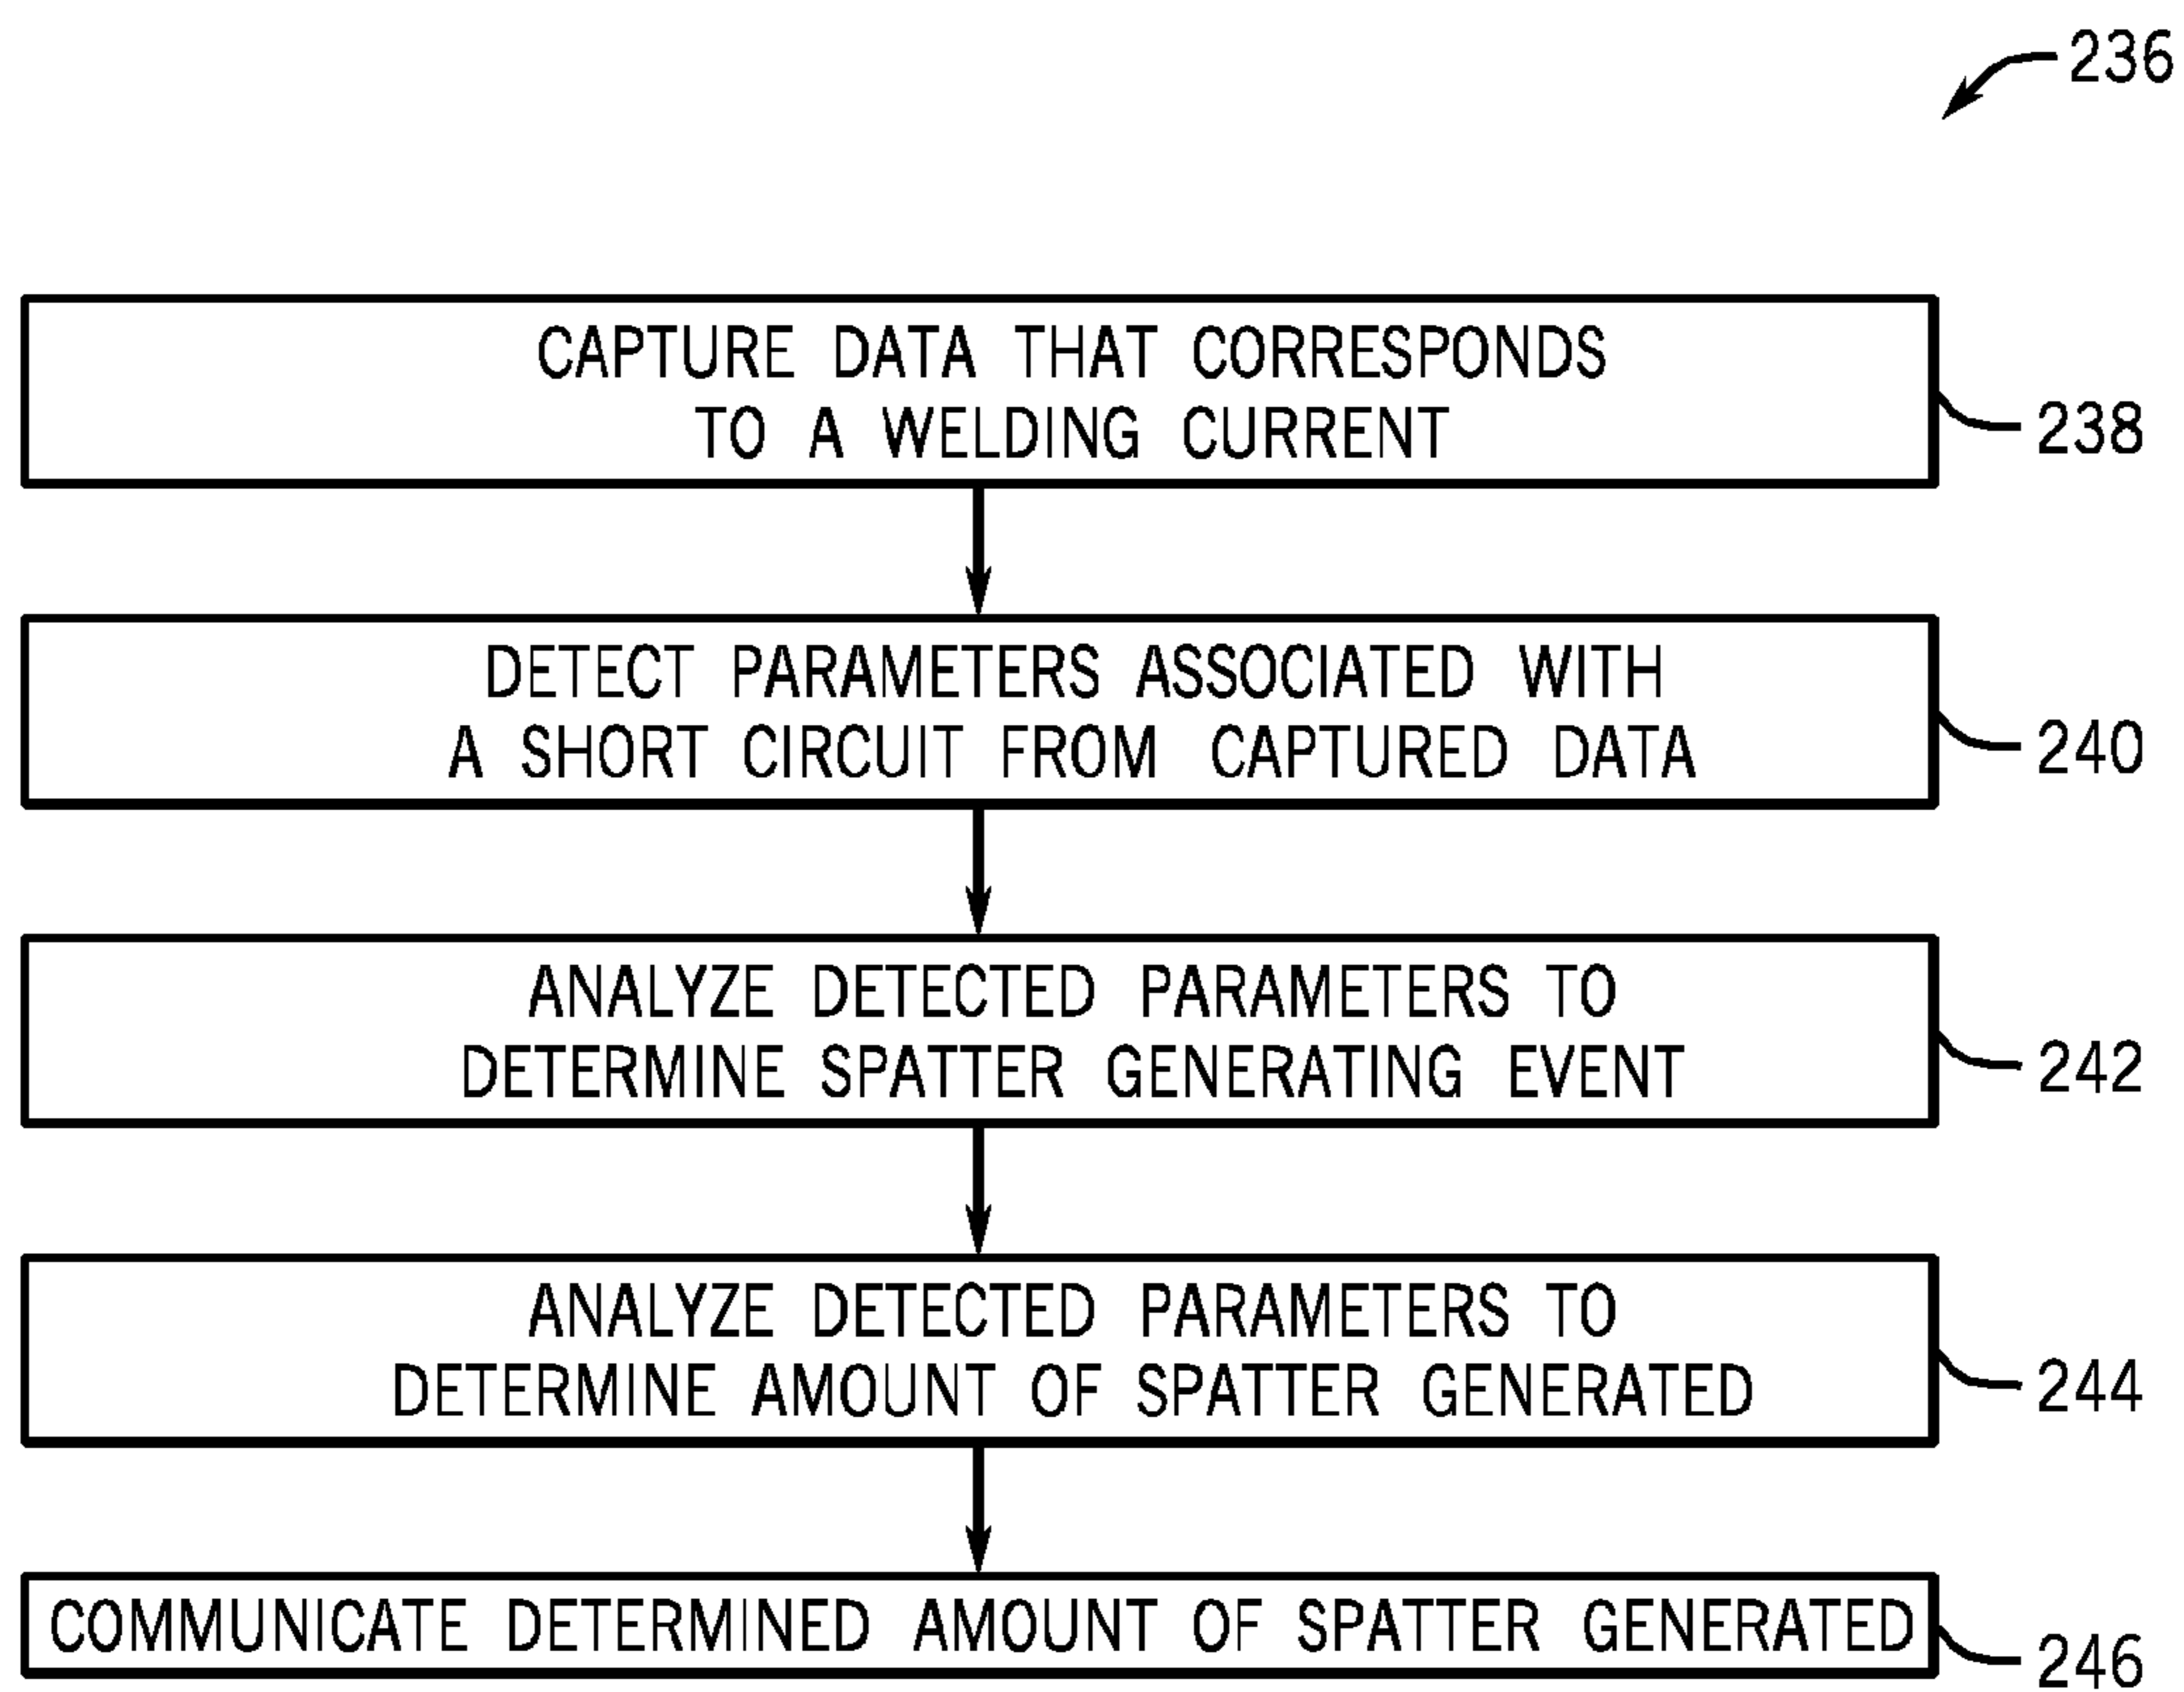 236
CAPTURE DATA THAT CORRESPONDS
TO A WELDING CURRENT
238
DETECT PARAMETERS ASSOCIATED WITH
A SHORT CIRCUIT FROM CAPTURED DATA
240
ANALYZE DETECTED PARAMETERS TO
DETERMINE SPATTER GENERATING EVENT
242
ANALYZE DETECTED PARAMETERS TO
DETERMINE AMOUNT OF SPATTER GENERATED
244
COMMUNICATE DETERMINED AMOUNT OF SPATTER GENERATED
246